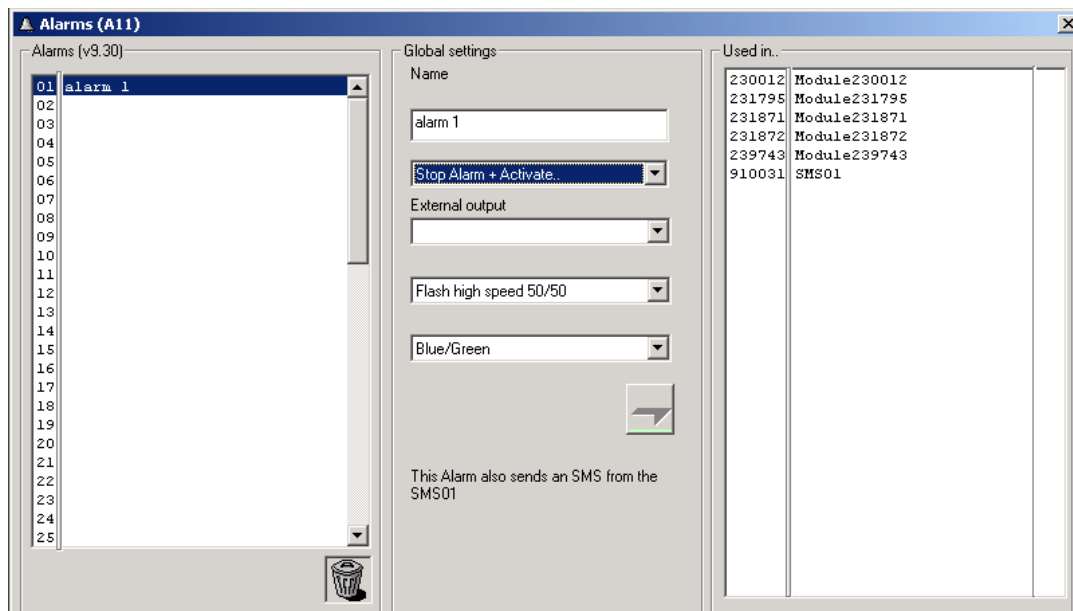 Alarms (A11)
Alarms (v9.30)
01 alarm 1
02
03
04
05
06
07
08
09
10
11
12
13
14
15
16
17
18
19
20
21
22
23
24
25
Global settings
Name
alarm 1
Stop Alarm + Activate..
External output
Flash high speed 50/50
Blue/Green
This Alarm also sends an SMS from the
SMS01
Used in..
230012 Module230012
231795 Module231795
231871 Module231871
231872 Module231872
239743 Module239743
910031 SMS01